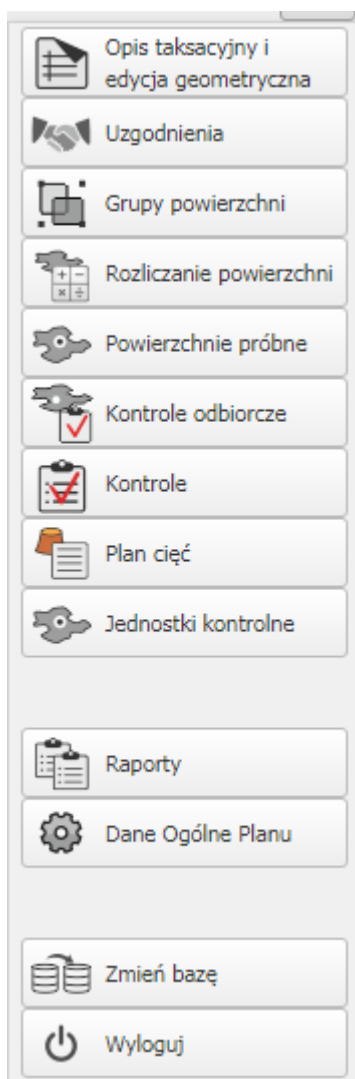 Opis taksacyjny i
edycja geometryczna
Uzgodnienia
Grupy powierzchni
Rozliczanie powierzchni
Powierzchnie próbne
Kontrole odbiorcze
Kontrole
Plan cięć
Jednostki kontrolne
Raporty
Dane Ogólne Planu
Zmień bazę
Wyloguj